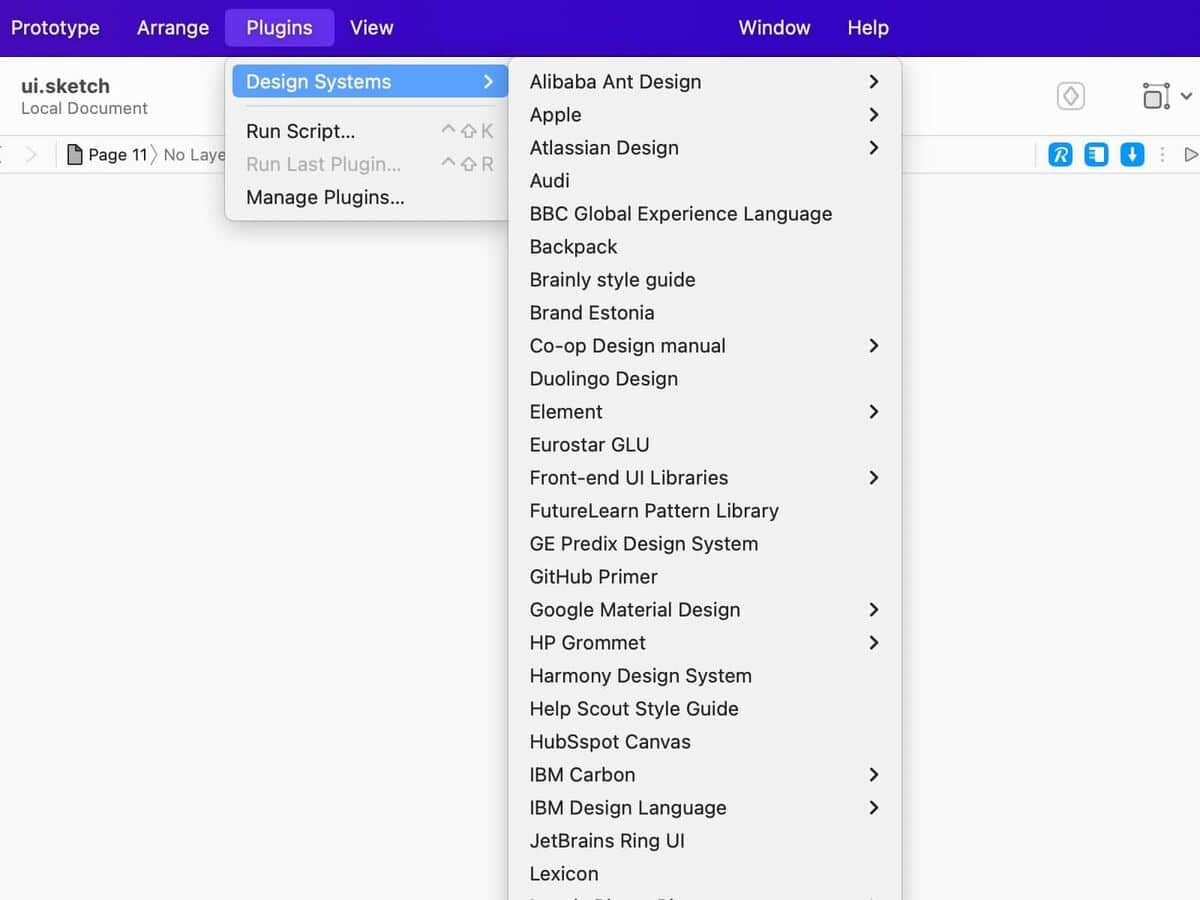 Prototype Arrange Plugins View Window Help
ui.sketch
Local Document
Page 11 No Laye
Design Systems
Run Script... ^⇧K
Run Last Plugin... ^⇧R
Manage Plugins...
Alibaba Ant Design
Apple
Atlassian Design
Audi
BBC Global Experience Language
Backpack
Brainly style guide
Brand Estonia
Co-op Design manual
Duolingo Design
Element
Eurostar GLU
Front-end UI Libraries
FutureLearn Pattern Library
GE Predix Design System
GitHub Primer
Google Material Design
HP Grommet
Harmony Design System
Help Scout Style Guide
HubSspot Canvas
IBM Carbon
IBM Design Language
JetBrains Ring UI
Lexicon